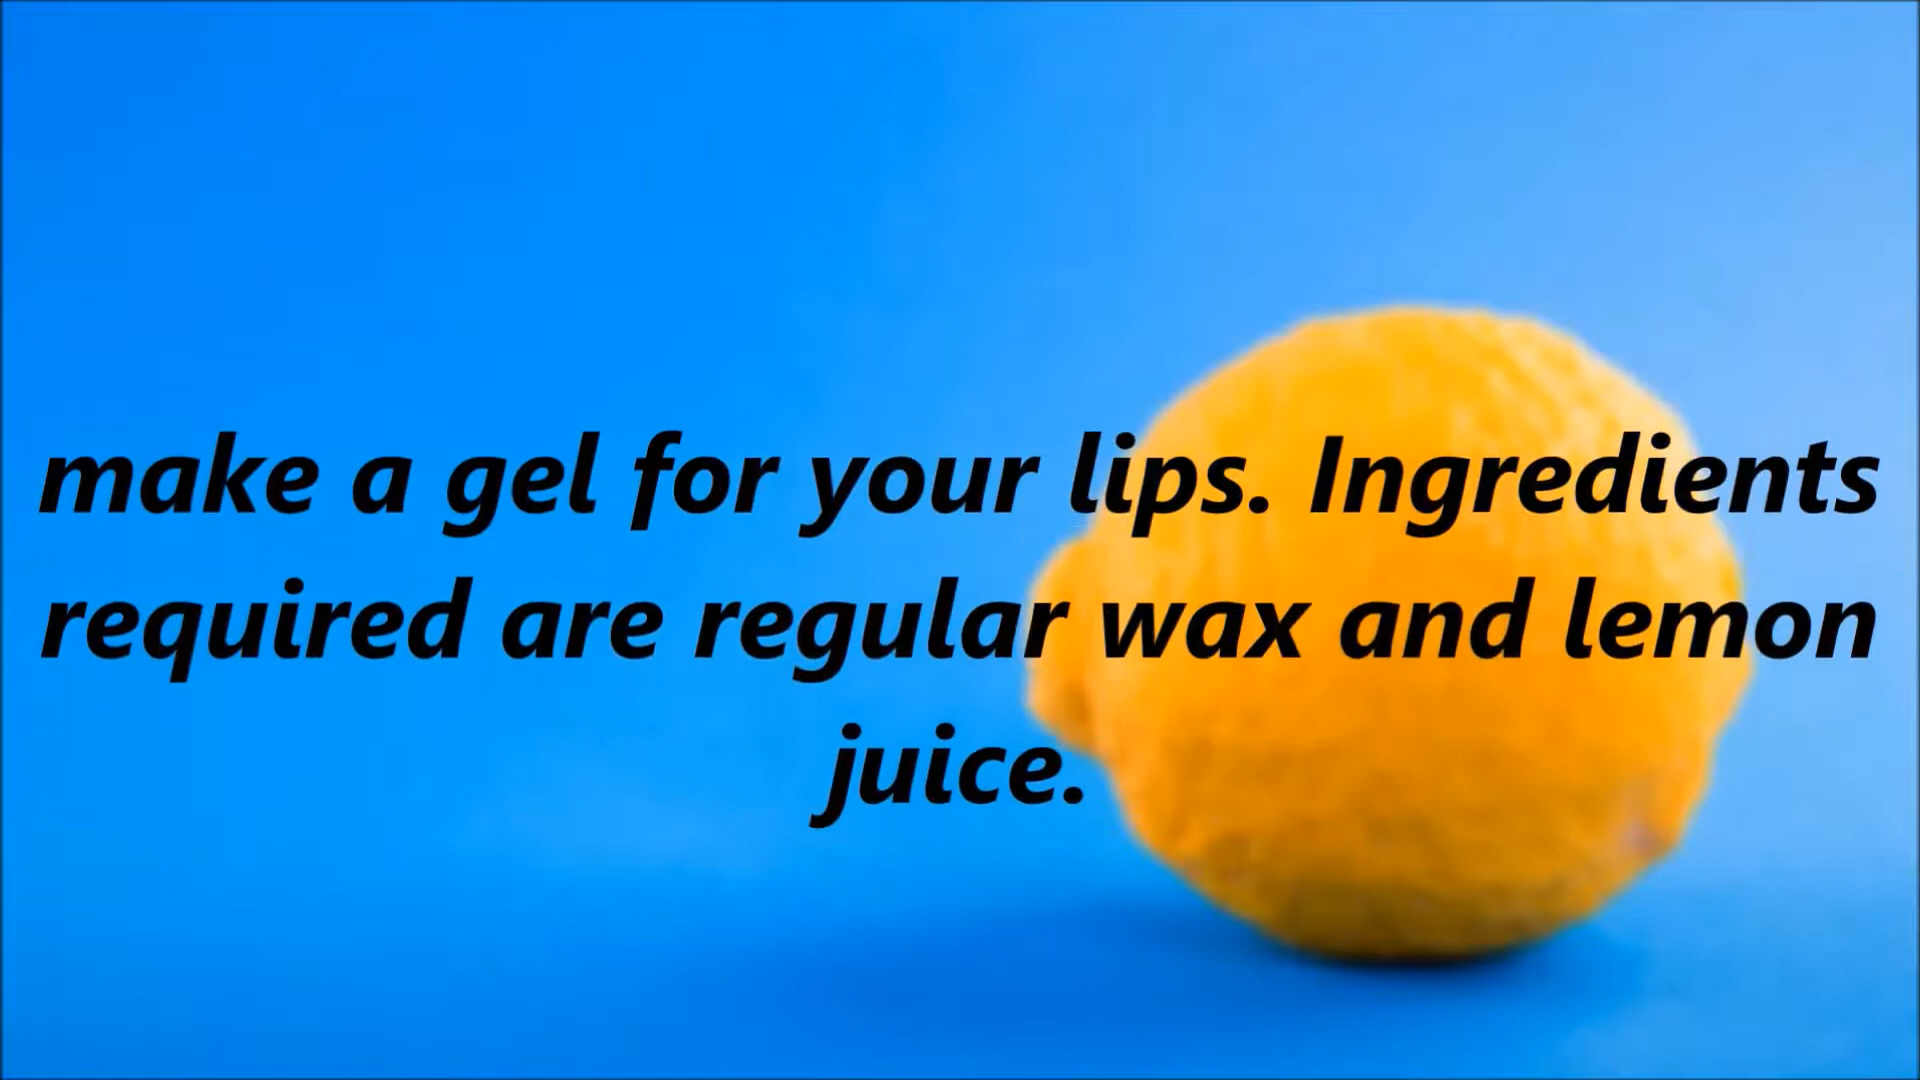 make a gel for your lips. Ingredients
required are regular wax and lemon
juice.